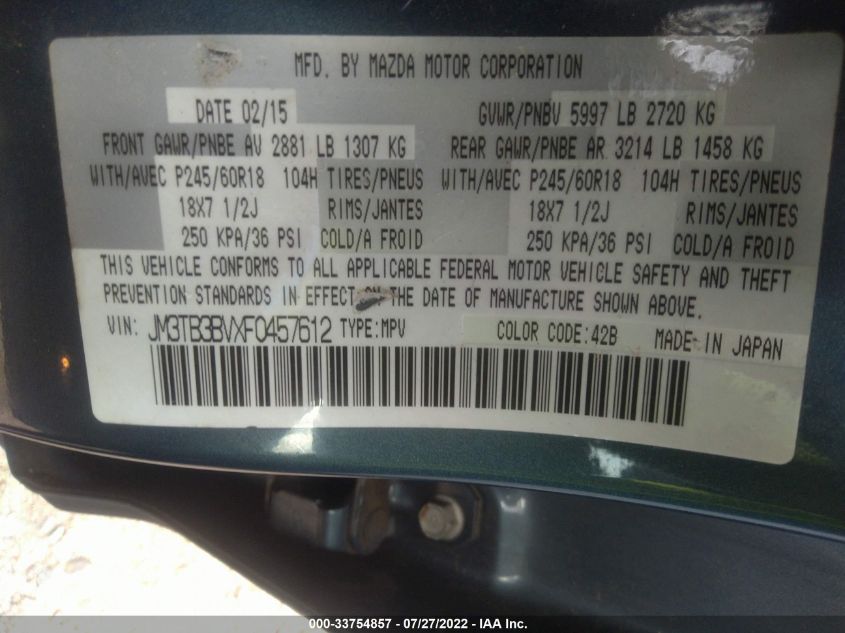 MFD. BY MAZDA MOTOR CORPORATION
DATE 02/15 GVWR/PNBV 5997 LB 2720 KG
FRONT GAWR/PNBE AV 2881 LB 1307 KG REAR GAWR/PNBE AR 3214 LB 1458 KG
WITH/AVEC P245/60R18 104H TIRES/PNEUS WITH/AVEC P245/60R18 104H TIRES/PNEUS
18X7 1/2J RIMS/JANTES 18X7 1/2J RIMS/JANTES
250 KPA/36 PSI COLD/A FROID 250 KPA/36 PSI COLD/A FROID
THIS VEHICLE CONFORMS TO ALL APPLICABLE FEDERAL MOTOR VEHICLE SAFETY AND THEFT
PREVENTION STANDARDS IN EFFECT THE DATE OF MANUFACTURE SHOWN ABOVE.
VIN: JM3TB3BVXF0457612 TYPE:MPV COLOR CODE:42B MADE IN JAPAN
000-33754857 - 07/27/2022 - IAAI Inc.